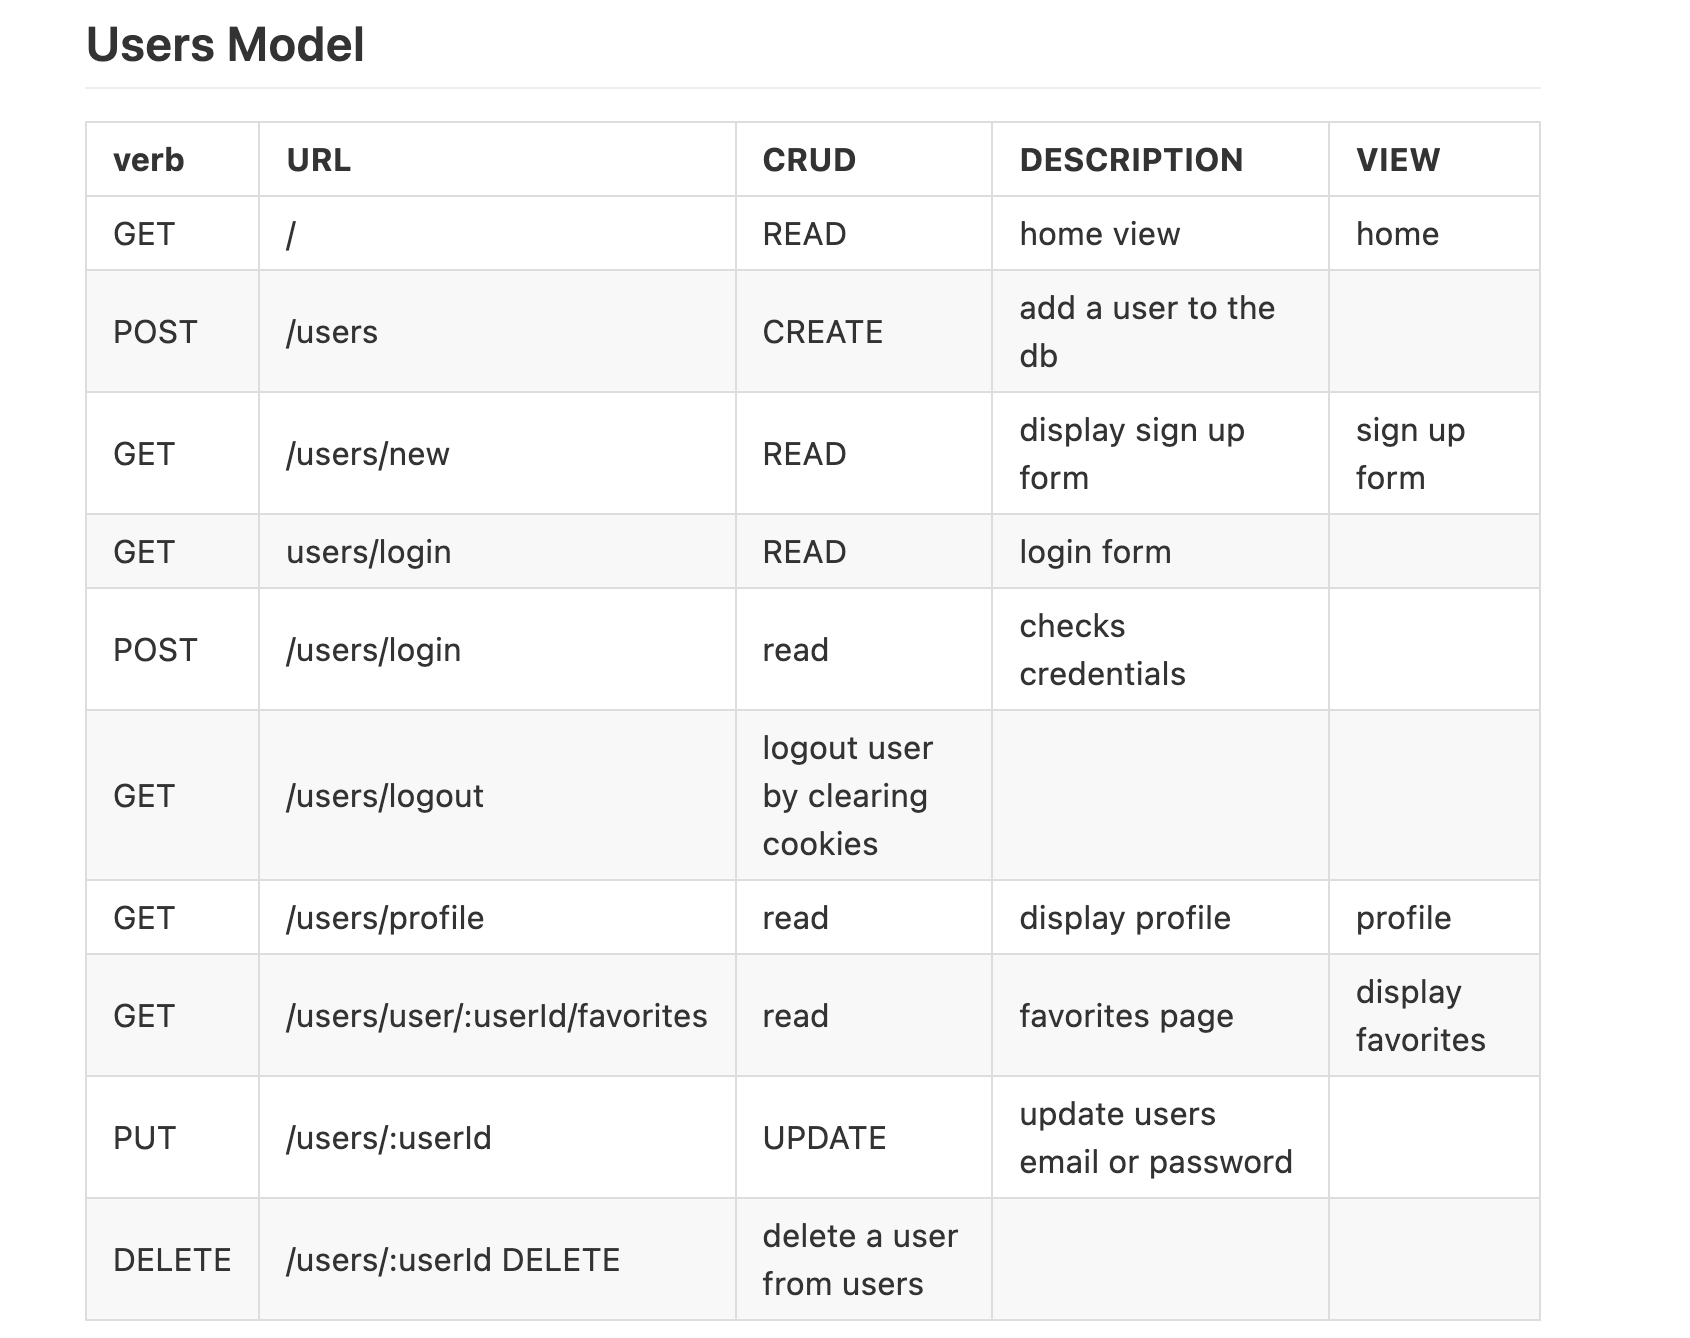 Users Model
verb URL CRUD DESCRIPTION VIEW
GET / READ home view home
POST /users CREATE add a user to the
db
GET /users/new READ display sign up
form sign up
form
GET users/login READ login form
POST /users/login read checks
credentials
GET /users/logout logout user
by clearing
cookies
GET /users/profile read display profile profile
GET /users/user/:userId/favorites read favorites page display
favorites
PUT /users/:userId UPDATE update users
email or password
DELETE /users/:userId DELETE delete a user
from users